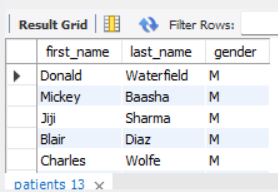 Result Grid Filter Rows:
first_name last_name gender
Donald Waterfield M
Mickey Baasha M
Jiji Sharma M
Blair Diaz M
Charles Wolfe M
patients 13 ×